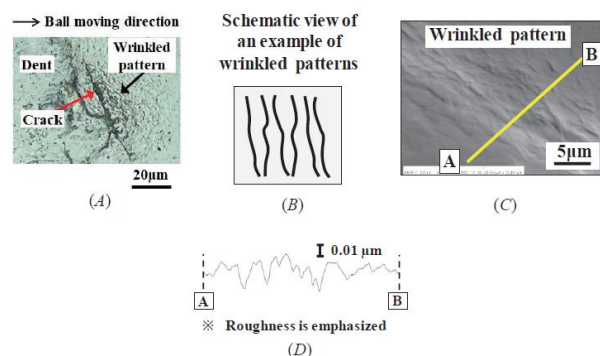 → Ball moving direction
Dent
Wrinkled
pattern
Crack
20μm
(A)
Schematic view of
an example of
wrinkled patterns
(B)
Wrinkled pattern
B
A
5μm
(C)
0.01 μm
A
B
※ Roughness is emphasized
(D)